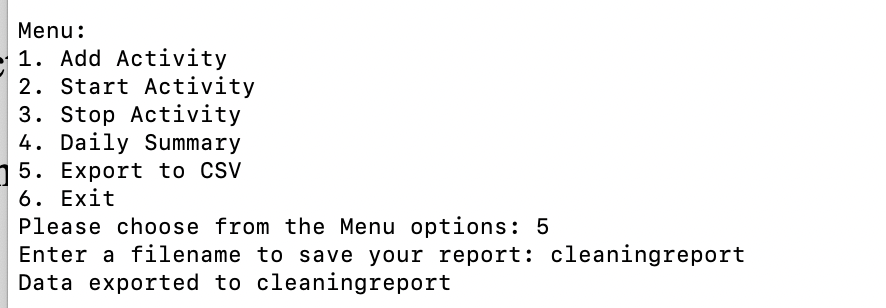 Menu:
1. Add Activity
2. Start Activity
3. Stop Activity
4. Daily Summary
5. Export to CSV
6. Exit
Please choose from the Menu options: 5
Enter a filename to save your report: cleaningreport
Data exported to cleaningreport